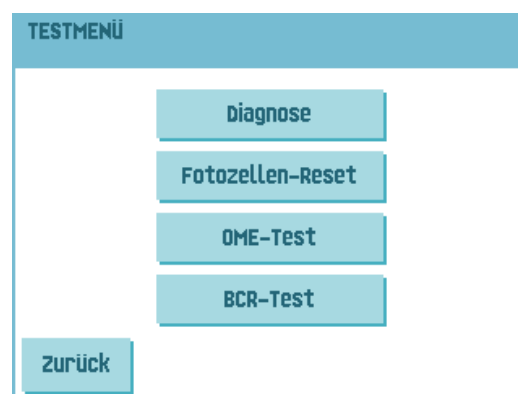 TESTMENÜ
Diagnose
Fotozellen-Reset
OME-Test
BCR-Test
Zurück